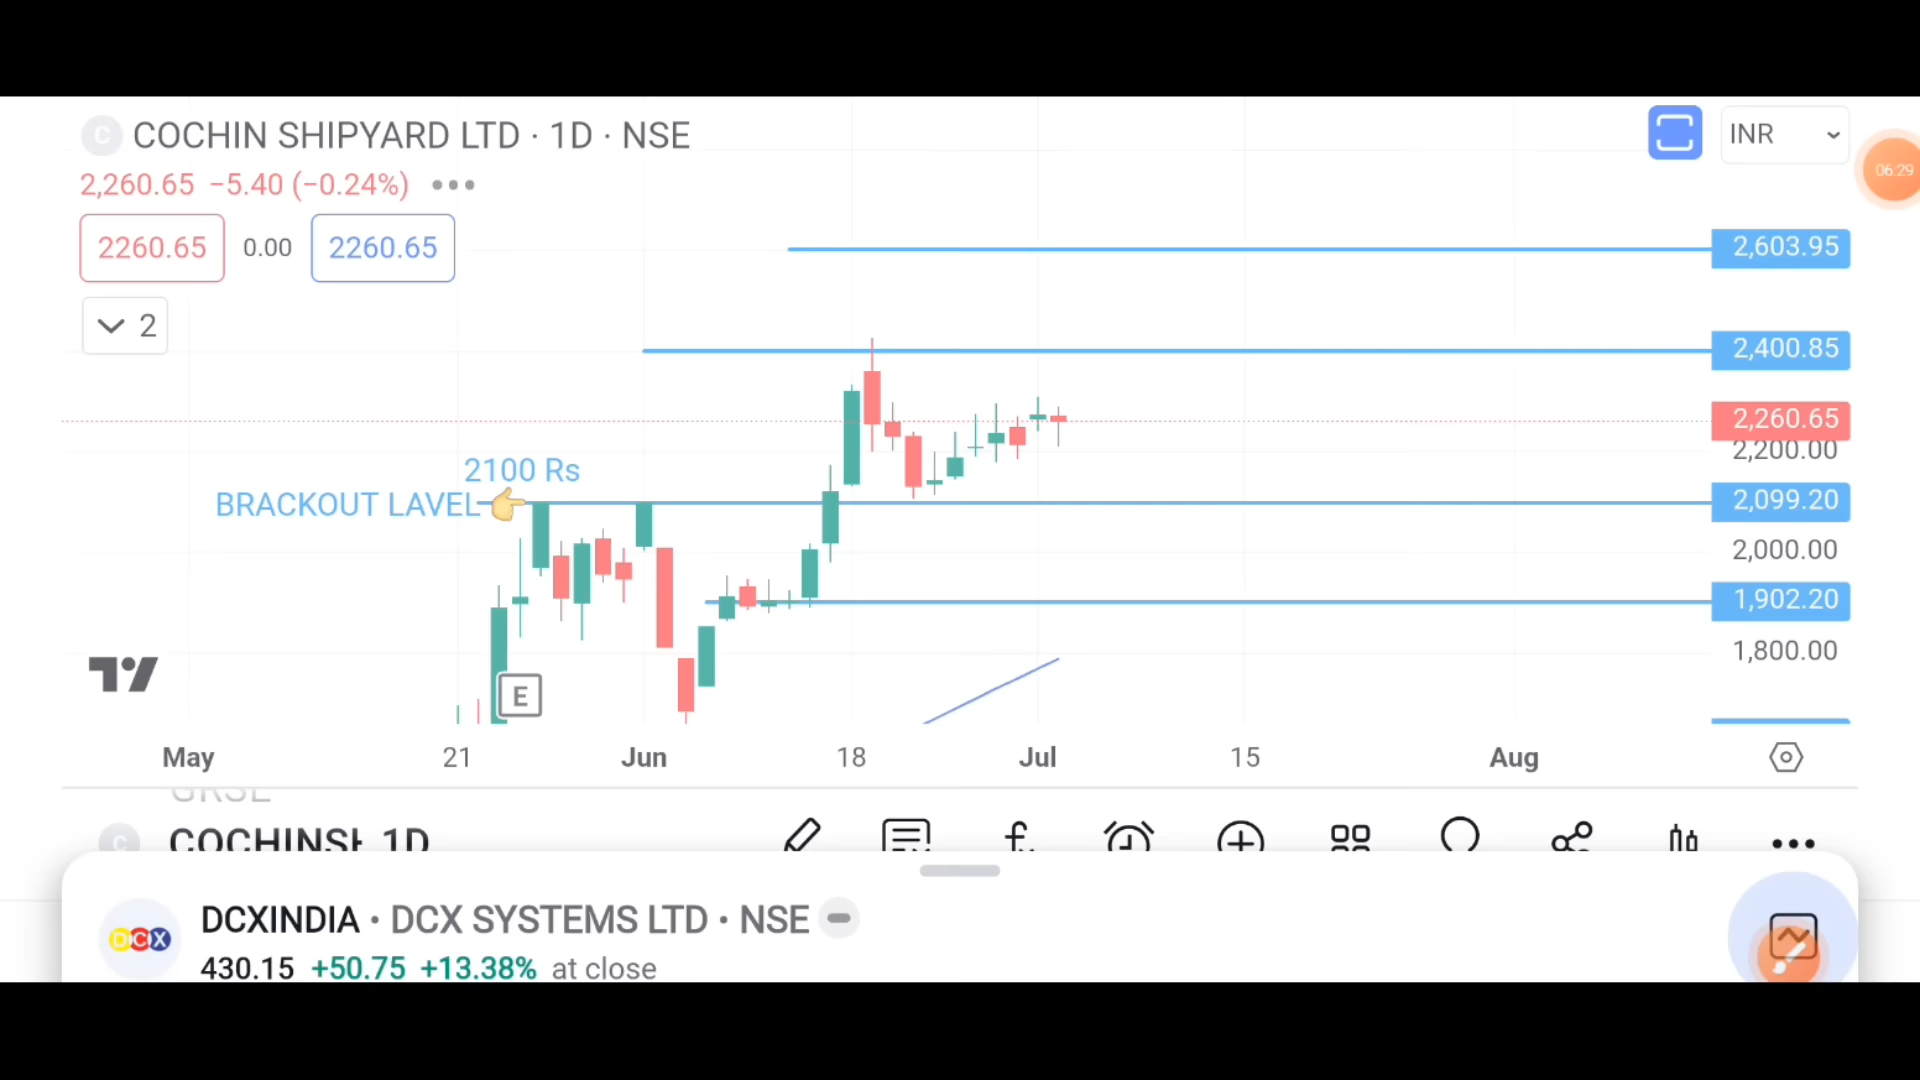 C COCHIN SHIPYARD LTD · 1D · NSE
INR
06:29
2,260.65 −5.40 (−0.24%)
2260.65 0.00 2260.65
2,603.95
2
2,400.85
2,260.65
2,200.00
2100 Rs
BRACKOUT LAVEL
2,099.20
2,000.00
1,902.20
1,800.00
E
May 21 Jun 18 Jul 15 Aug
GRSE
C COCHINSH 1D
DCX DCXINDIA · DCX SYSTEMS LTD · NSE
430.15 +50.75 +13.38% at close